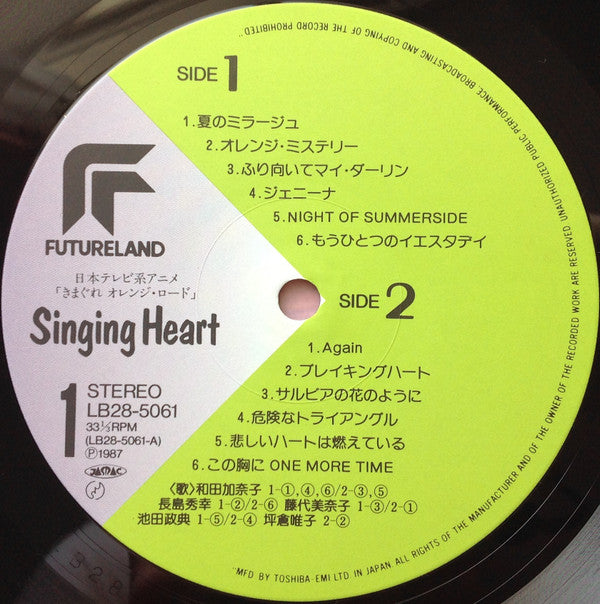 SIDE 1
1.夏のミラージュ
2.オレンジ・ミステリー
3.ふり向いてマイ・ダーリン
4.ジェニーナ
5.NIGHT OF SUMMERSIDE
6.もうひとつのイエスタデイ
FUTURELAND
日本テレビ系アニメ
「きまぐれ オレンジ・ロード」
Singing Heart
1
STEREO
LB28-5061
33⅓RPM
(LB28-5061-A)
Ⓟ1987
JASRAC
SIDE 2
1.Again
2.ブレイキングハート
3.サルビアの花のように
4.危険なトライアングル
5.悲しいハートは燃えている
6.この胸に ONE MORE TIME
〈歌〉和田加奈子 1-①,④,⑥/2-③,⑤
長島秀幸 1-②/2-⑥ 藤代美奈子 1-③/2-①
池田政典 1-⑤/2-④ 坪倉唯子 2-②
"MFD BY TOSHIBA-EMI LTD IN JAPAN. ALL RIGHTS OF THE MANUFACTURER AND OF THE OWNER OF THE RECORDED WORK ARE RESERVED. UNAUTHORIZED PUBLIC PERFORMANCE, BROADCASTING AND COPYING OF THE RECORD PROHIBITED"
328